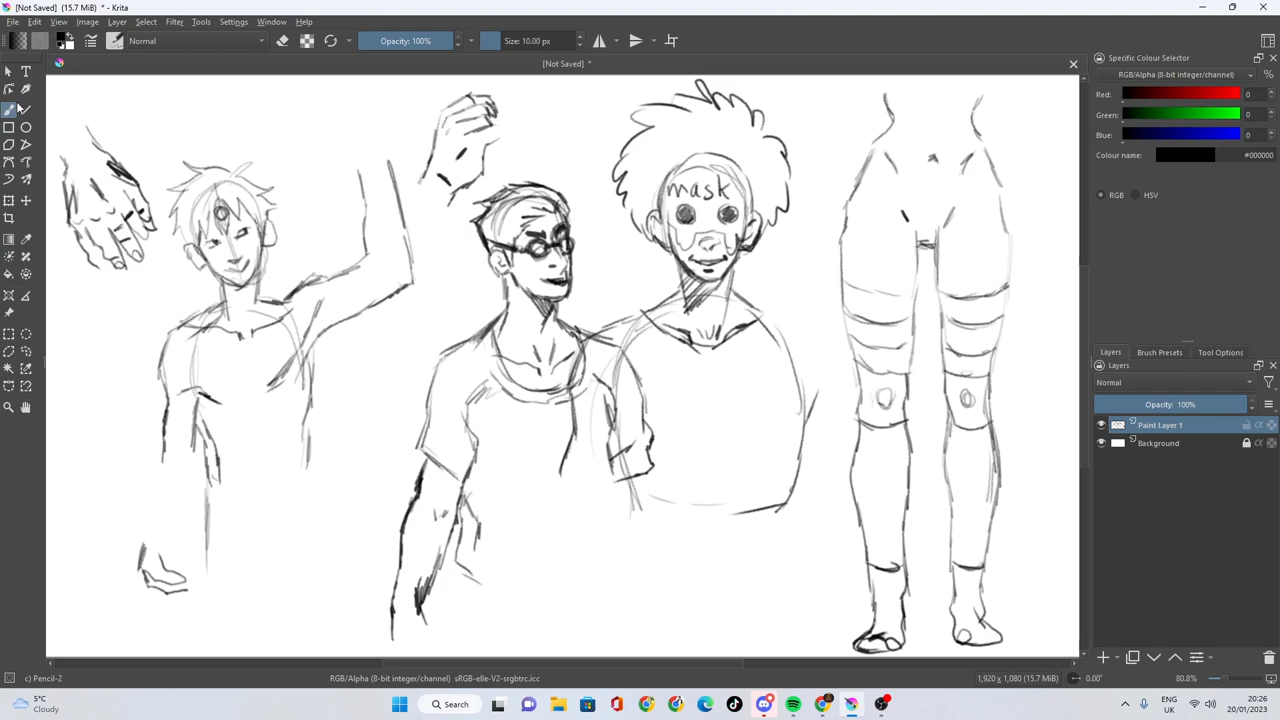 [Not Saved] (15.7 MiB) * - Krita
File Edit View Image Layer Select Filter Tools Settings Window Help
Normal Opacity: 100% Size: 10.00 px
[Not Saved] *
Specific Colour Selector
RGB/Alpha (8-bit integer/channel) %
Red: 0
Green: 0
Blue: 0
Colour name: #000000
RGB HSV
mask
Layers Brush Presets Tool Options
Layers
Normal
Opacity: 100%
Paint Layer 1
Background
c) Pencil-2 RGB/Alpha (8-bit integer/channel) sRGB-elle-V2-srgbtrc.icc 1,920 x 1,080 (15.7 MiB) 0.00° 80.8%
5°C
Cloudy
Search
ENG
UK
20:26
20/01/2023